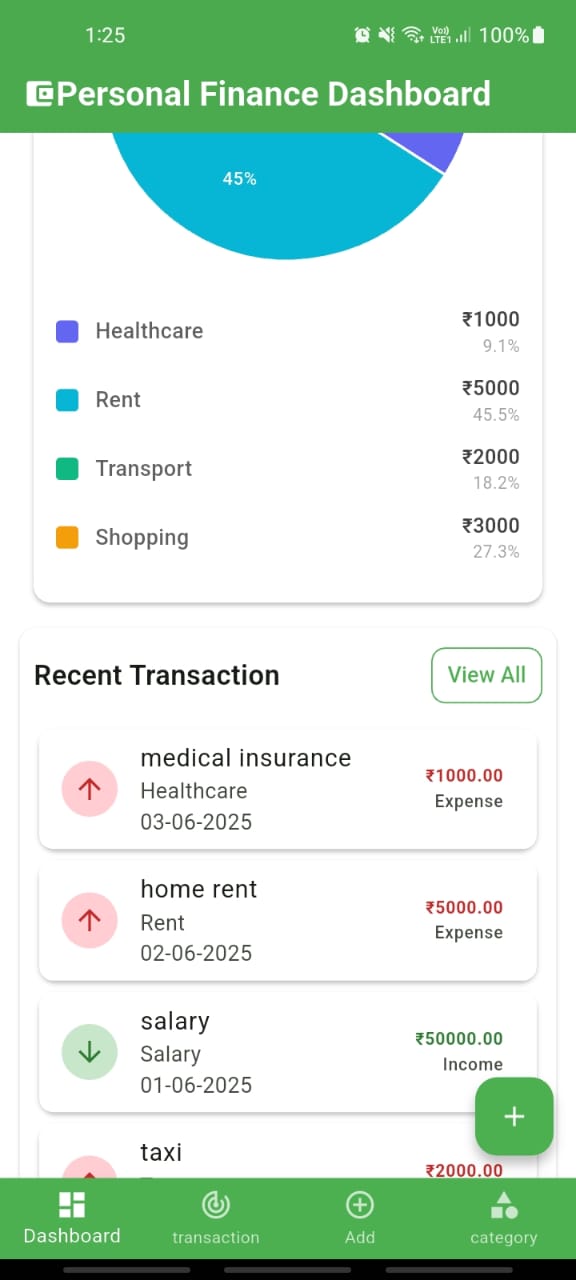 1:25
Vo))
LTE1
100%
Personal Finance Dashboard
45%
Healthcare
₹1000
9.1%
Rent
₹5000
45.5%
Transport
₹2000
18.2%
Shopping
₹3000
27.3%
Recent Transaction
View All
medical insurance
Healthcare
03-06-2025
₹1000.00
Expense
home rent
Rent
02-06-2025
₹5000.00
Expense
salary
Salary
01-06-2025
₹50000.00
Income
+
taxi
₹2000.00
Dashboard
transaction
Add
category